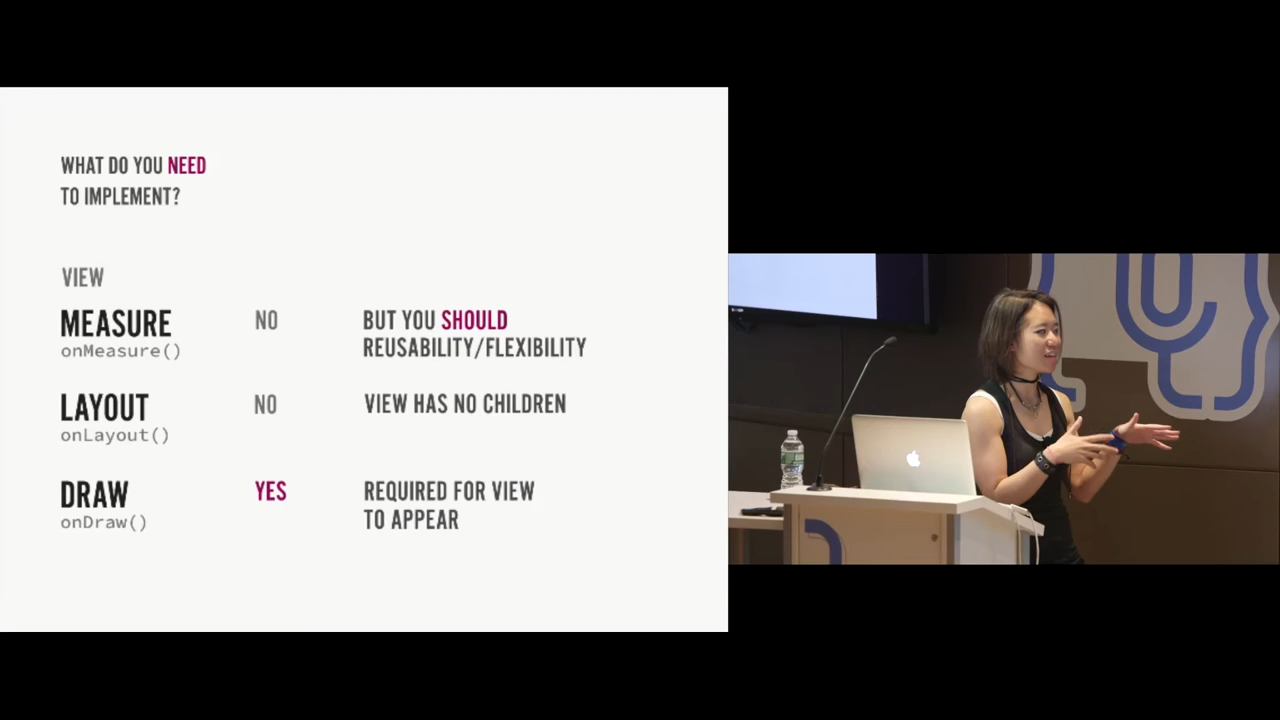 WHAT DO YOU NEED
TO IMPLEMENT?
VIEW
MEASURE
onMeasure()
NO
BUT YOU SHOULD
REUSABILITY/FLEXIBILITY
LAYOUT
onLayout()
NO
VIEW HAS NO CHILDREN
DRAW
onDraw()
YES
REQUIRED FOR VIEW
TO APPEAR